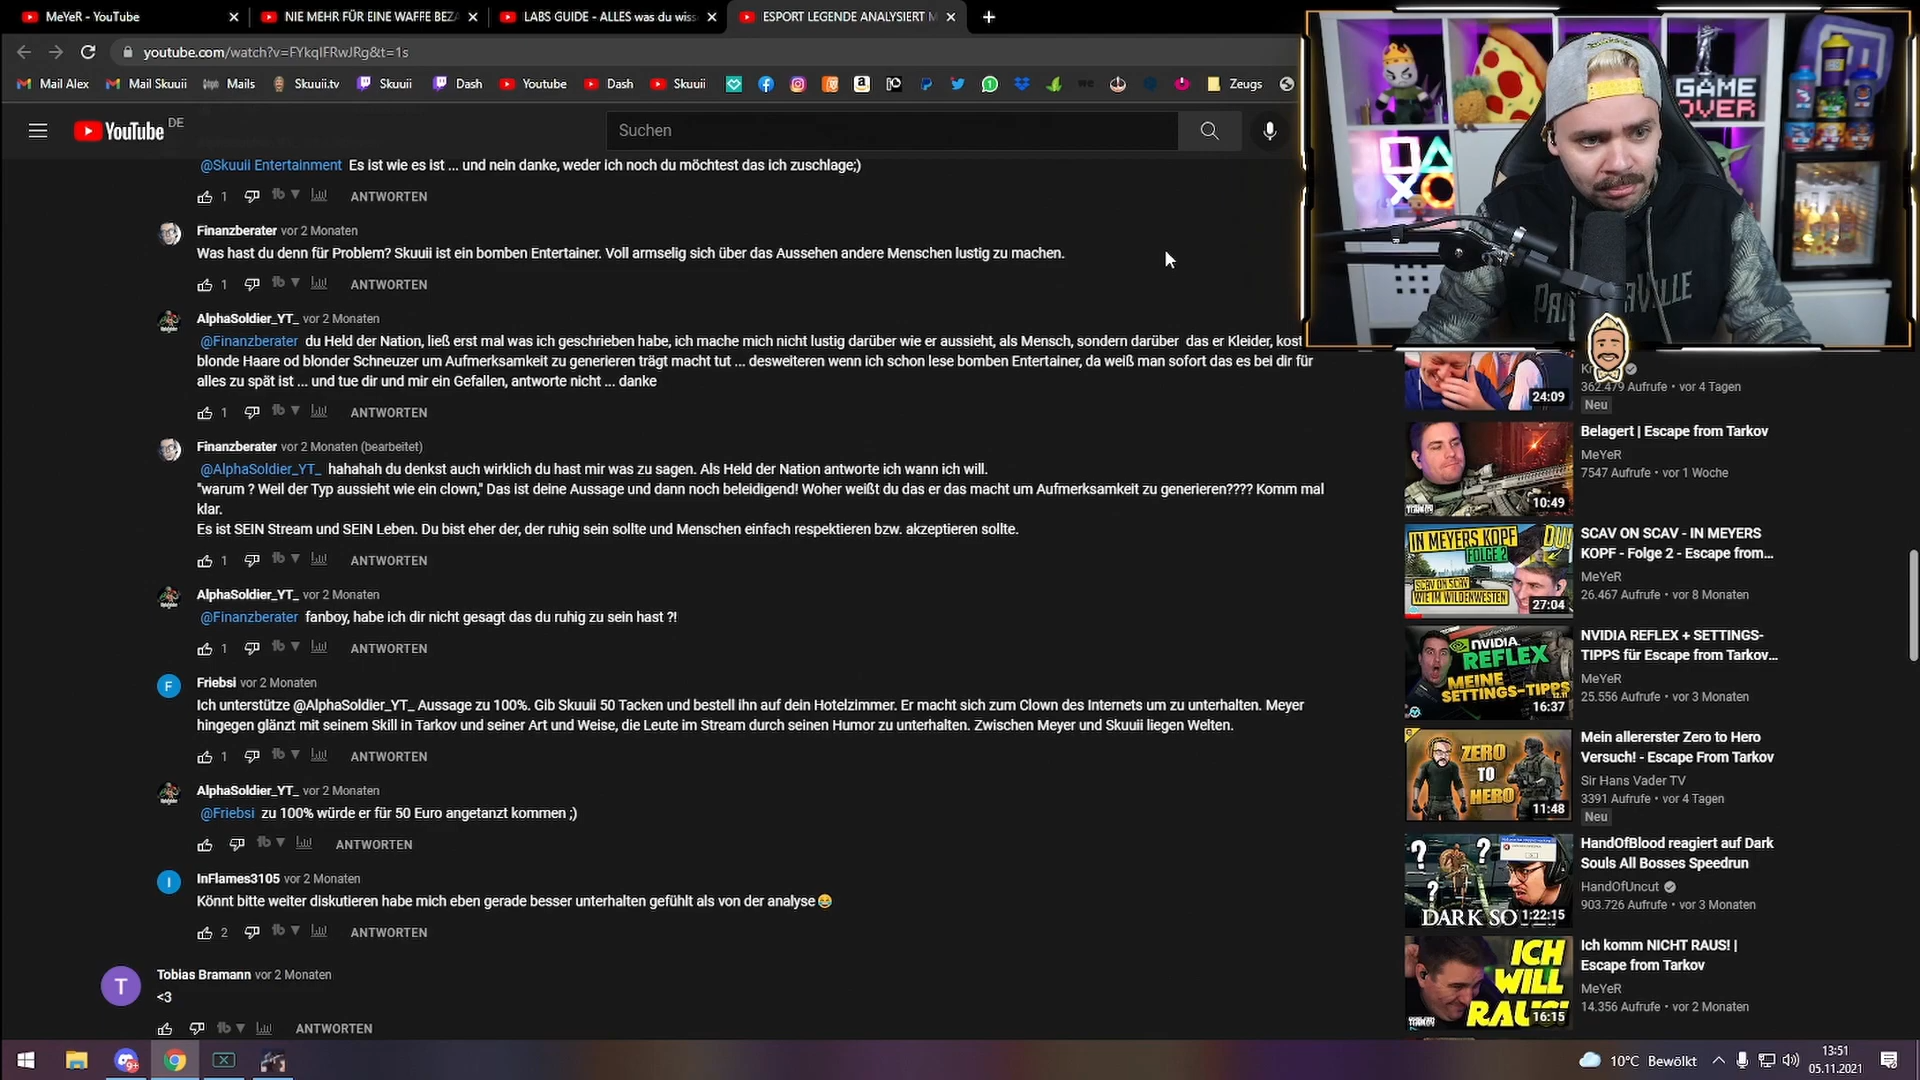 MeYeR - YouTube
NIE MEHR FÜR EINE WAFFE BEZA
LABS GUIDE - ALLES was du wiss
ESPORT LEGENDE ANALYSIERT M
youtube.com/watch?v=FYkqIFRwJRg&t=1s
Mail Alex
Mail Skuuii
Mails
Skuuii.tv
Skuuii
Dash
Youtube
Dash
Skuuii
Zeugs
YouTube DE
Suchen
@Skuuii Entertainment Es ist wie es ist ... und nein danke, weder ich noch du möchtest das ich zuschlage;)
1 ANTWORTEN
Finanzberater vor 2 Monaten
Was hast du denn für Problem? Skuuii ist ein bomben Entertainer. Voll armselig sich über das Aussehen andere Menschen lustig zu machen.
1 ANTWORTEN
AlphaSoldier_YT_ vor 2 Monaten
@Finanzberater du Held der Nation, ließ erst mal was ich geschrieben habe, ich mache mich nicht lustig darüber wie er aussieht, als Mensch, sondern darüber das er Kleider, kost
blonde Haare od blonder Schneuzer um Aufmerksamkeit zu generieren trägt macht tut ... desweiteren wenn ich schon lese bomben Entertainer, da weiß man sofort das es bei dir für
alles zu spät ist ... und tue dir und mir ein Gefallen, antworte nicht ... danke
1 ANTWORTEN
Finanzberater vor 2 Monaten (bearbeitet)
@AlphaSoldier_YT_ hahahah du denkst auch wirklich du hast mir was zu sagen. Als Held der Nation antworte ich wann ich will.
"warum ? Weil der Typ aussieht wie ein clown," Das ist deine Aussage und dann noch beleidigend! Woher weißt du das er das macht um Aufmerksamkeit zu generieren???? Komm mal
klar.
Es ist SEIN Stream und SEIN Leben. Du bist eher der, der ruhig sein sollte und Menschen einfach respektieren bzw. akzeptieren sollte.
1 ANTWORTEN
AlphaSoldier_YT_ vor 2 Monaten
@Finanzberater fanboy, habe ich dir nicht gesagt das du ruhig zu sein hast ?!
1 ANTWORTEN
F
Friebsi vor 2 Monaten
Ich unterstütze @AlphaSoldier_YT_ Aussage zu 100%. Gib Skuuii 50 Tacken und bestell ihn auf dein Hotelzimmer. Er macht sich zum Clown des Internets um zu unterhalten. Meyer
hingegen glänzt mit seinem Skill in Tarkov und seiner Art und Weise, die Leute im Stream durch seinen Humor zu unterhalten. Zwischen Meyer und Skuuii liegen Welten.
1 ANTWORTEN
AlphaSoldier_YT_ vor 2 Monaten
@Friebsi zu 100% würde er für 50 Euro angetanzt kommen ;)
ANTWORTEN
I
InFlames3105 vor 2 Monaten
Könnt bitte weiter diskutieren habe mich eben gerade besser unterhalten gefühlt als von der analyse😂
2 ANTWORTEN
T
Tobias Bramann vor 2 Monaten
<3
ANTWORTEN
GAME
OVER
24:09
362.479 Aufrufe • vor 4 Tagen
Neu
10:49
Belagert | Escape from Tarkov
MeYeR
7547 Aufrufe • vor 1 Woche
IN MEYERS KOPF
FOLGE 2
DU!
SCAV ON SCAV
WIE IM WILDENWESTEN
27:04
SCAV ON SCAV - IN MEYERS
KOPF - Folge 2 - Escape from...
MeYeR
26.467 Aufrufe • vor 8 Monaten
NVIDIA
REFLEX
MEINE
SETTINGS-TIPPS
16:37
NVIDIA REFLEX + SETTINGS-
TIPPS für Escape from Tarkov...
MeYeR
25.556 Aufrufe • vor 3 Monaten
ZERO
TO
HERO
11:48
Mein allererster Zero to Hero
Versuch! - Escape From Tarkov
Sir Hans Vader TV
3391 Aufrufe • vor 4 Tagen
Neu
DARK SO
1:22:15
HandOfBlood reagiert auf Dark
Souls All Bosses Speedrun
HandOfUncut
903.726 Aufrufe • vor 3 Monaten
ICH
WILL
RAUS!
16:15
Ich komm NICHT RAUS! |
Escape from Tarkov
MeYeR
14.356 Aufrufe • vor 2 Monaten
10°C Bewölkt
13:51
05.11.2021